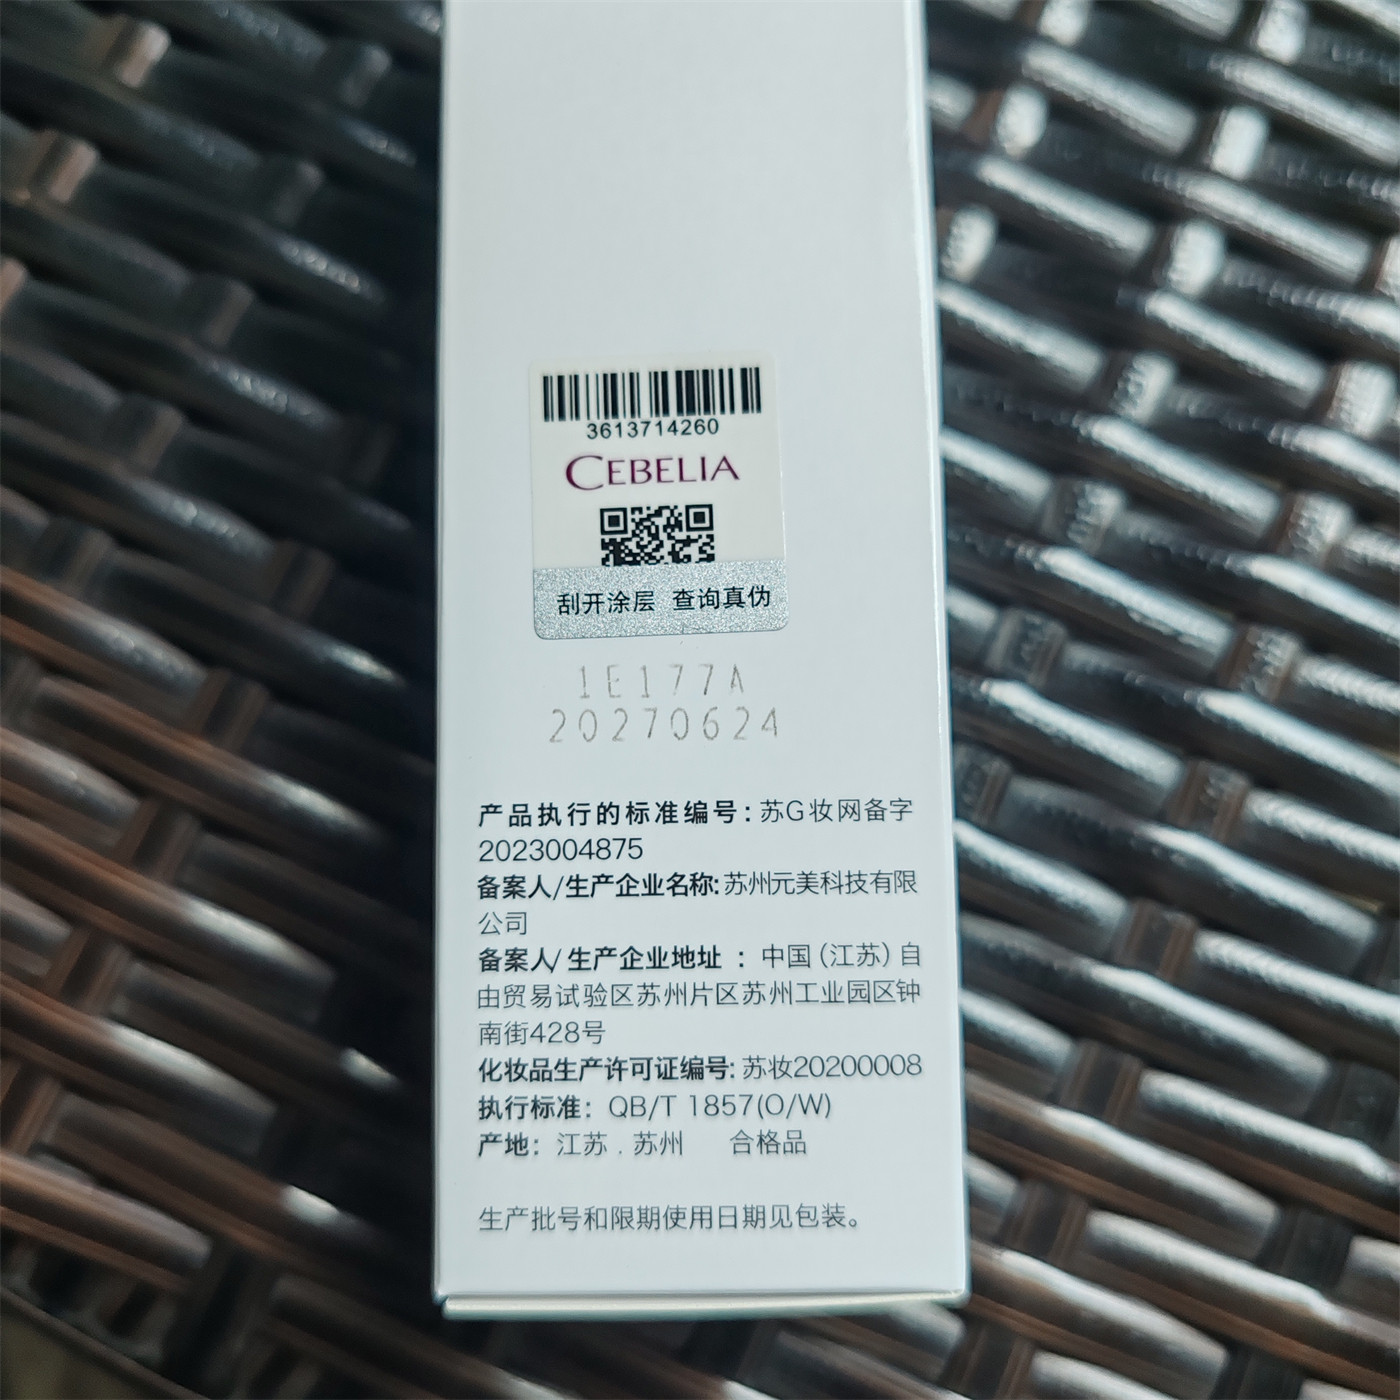 3613714260
CEBELIA
刮开涂层 查询真伪
1E177A
20270624
产品执行的标准编号：苏G妆网备字
2023004875
备案人/生产企业名称：苏州元美科技有限
公司
备案人/生产企业地址 ： 中国（江苏）自
由贸易试验区苏州片区苏州工业园区钟
南街428号
化妆品生产许可证编号：苏妆20200008
执行标准：QB/T 1857(O/W)
产地：江苏 . 苏州 合格品
生产批号和限期使用日期见包装。